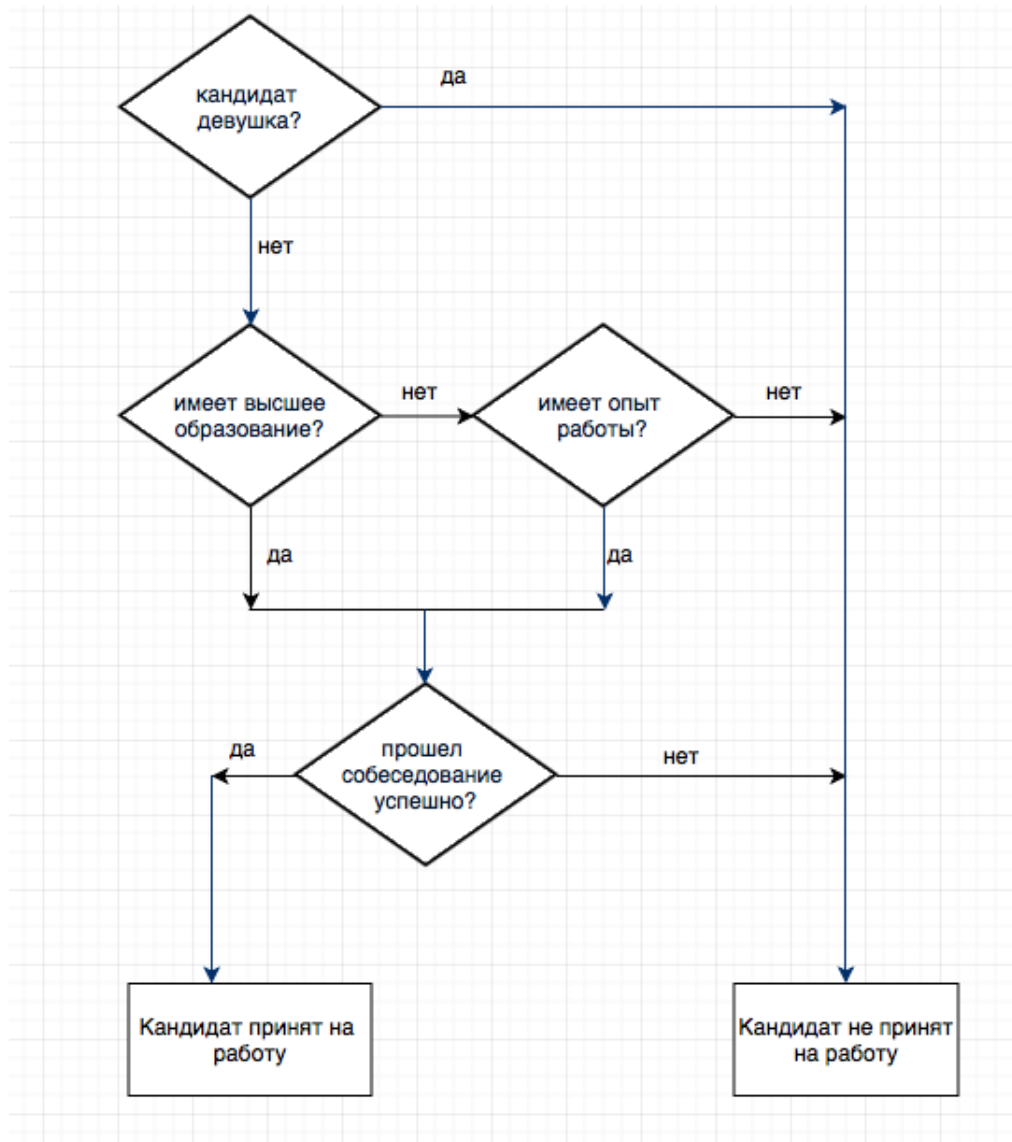 да
кандидат
девушка?
нет
имеет высшее
образование?
нет
имеет опыт
работы?
нет
да
да
прошел
собеседование
успешно?
да
нет
Кандидат принят на
работу
Кандидат не принят
на работу